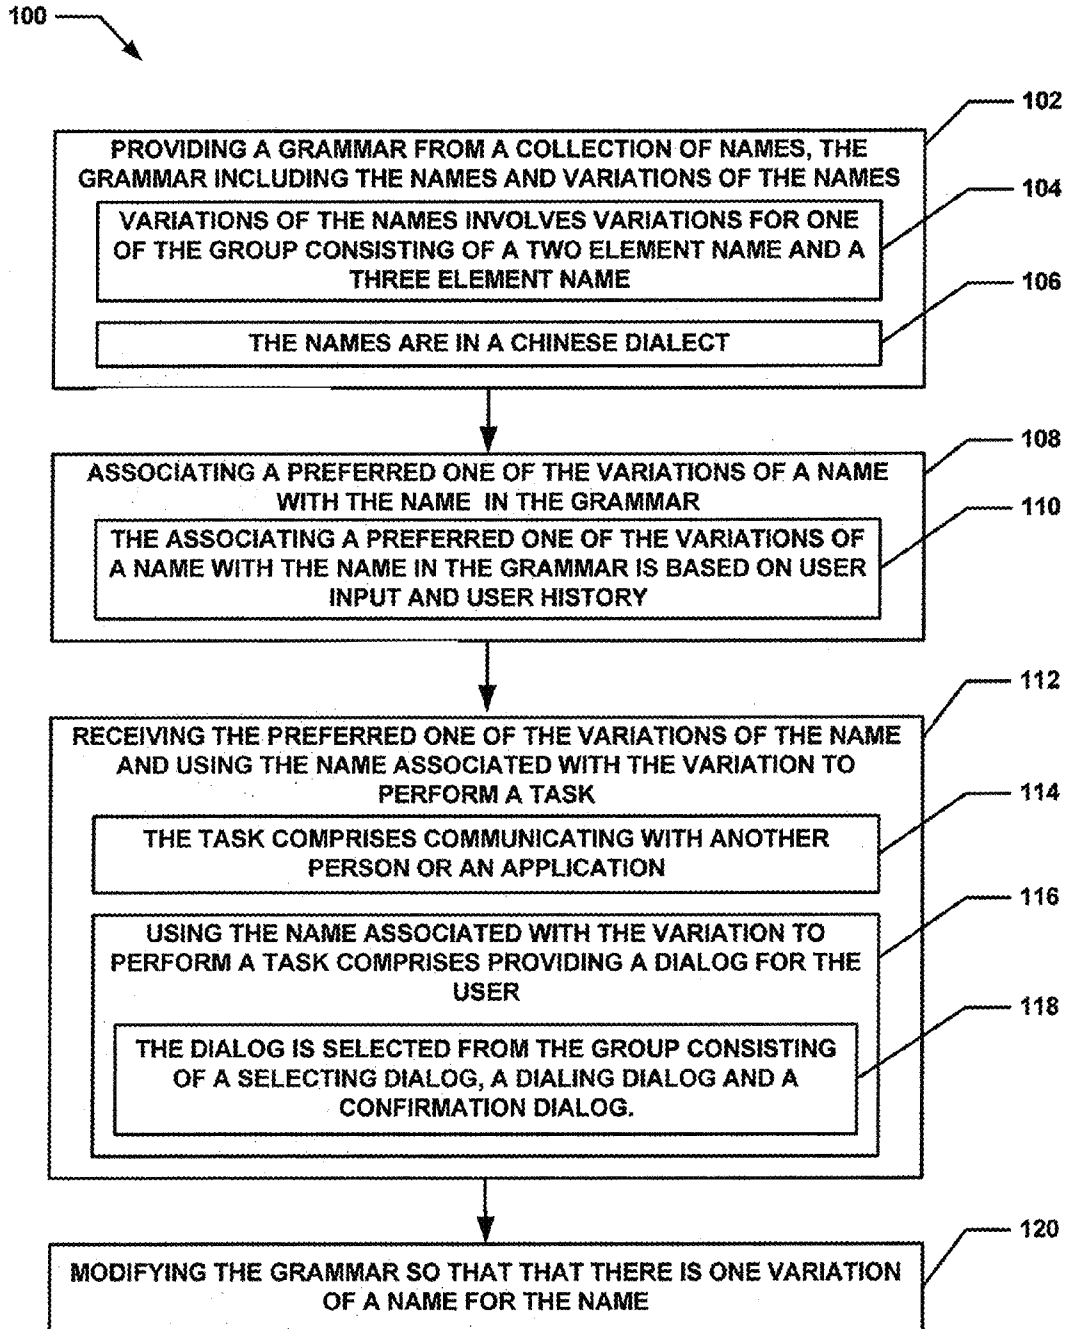 100
102
PROVIDING A GRAMMAR FROM A COLLECTION OF NAMES, THE
GRAMMAR INCLUDING THE NAMES AND VARIATIONS OF THE NAMES
104
VARIATIONS OF THE NAMES INVOLVES VARIATIONS FOR ONE
OF THE GROUP CONSISTING OF A TWO ELEMENT NAME AND A
THREE ELEMENT NAME
106
THE NAMES ARE IN A CHINESE DIALECT
108
ASSOCIATING A PREFERRED ONE OF THE VARIATIONS OF A NAME
WITH THE NAME IN THE GRAMMAR
110
THE ASSOCIATING A PREFERRED ONE OF THE VARIATIONS OF
A NAME WITH THE NAME IN THE GRAMMAR IS BASED ON USER
INPUT AND USER HISTORY
112
RECEIVING THE PREFERRED ONE OF THE VARIATIONS OF THE NAME
AND USING THE NAME ASSOCIATED WITH THE VARIATION TO
PERFORM A TASK
114
THE TASK COMPRISES COMMUNICATING WITH ANOTHER
PERSON OR AN APPLICATION
116
USING THE NAME ASSOCIATED WITH THE VARIATION TO
PERFORM A TASK COMPRISES PROVIDING A DIALOG FOR THE
USER
118
THE DIALOG IS SELECTED FROM THE GROUP CONSISTING
OF A SELECTING DIALOG, A DIALING DIALOG AND A
CONFIRMATION DIALOG.
120
MODIFYING THE GRAMMAR SO THAT THAT THERE IS ONE VARIATION
OF A NAME FOR THE NAME